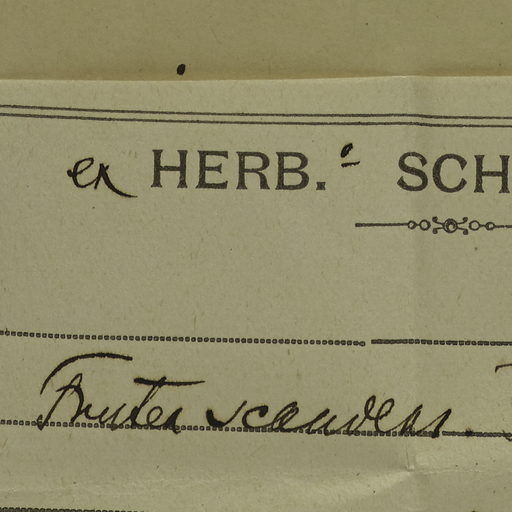 ex HERB.º SCH
Frutex scandens.